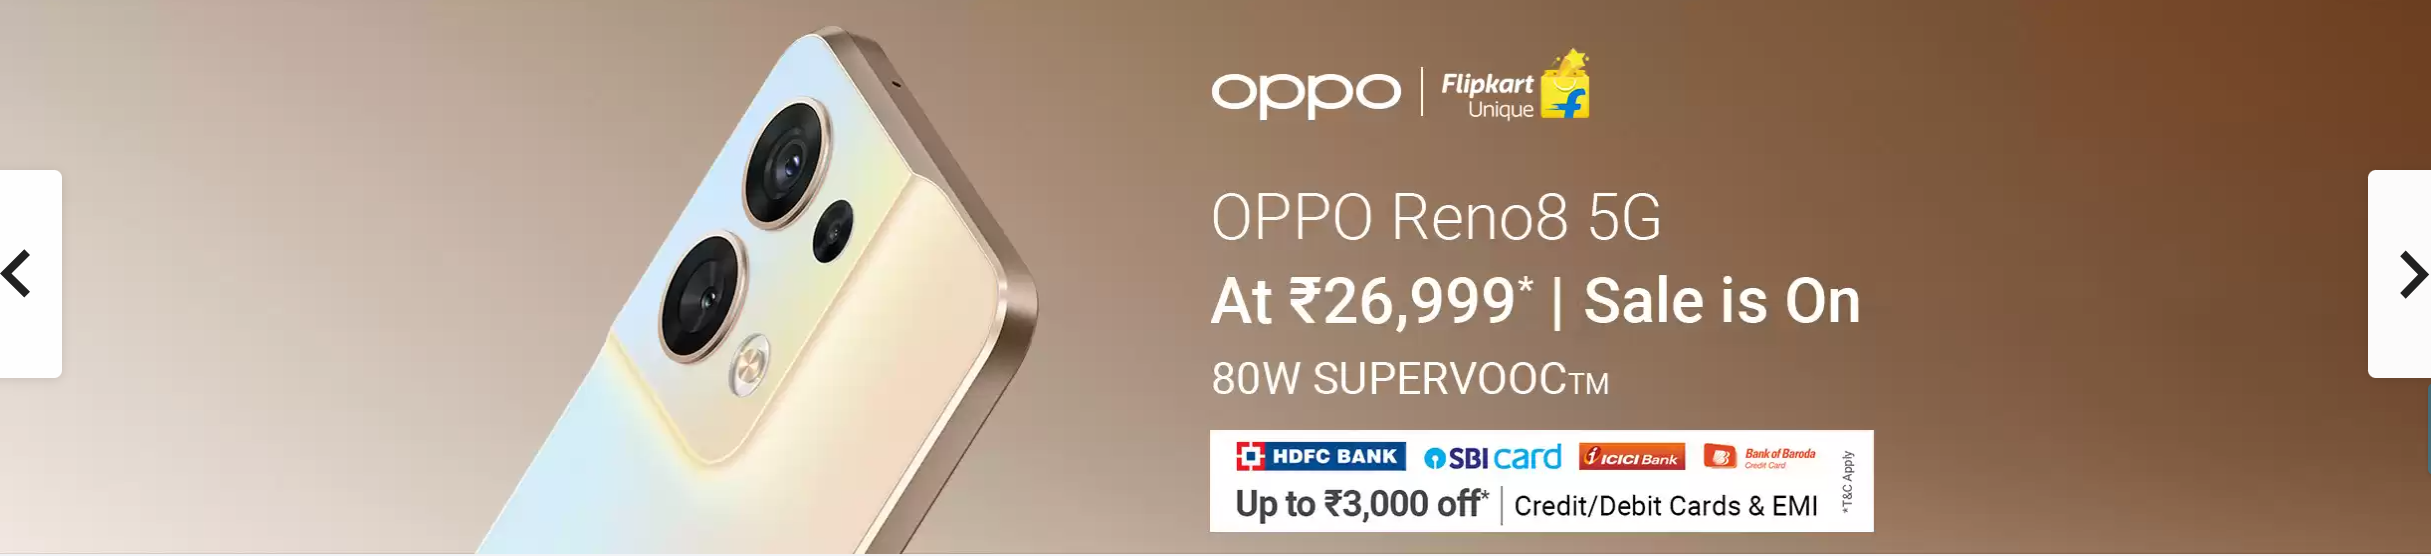 oppo
Flipkart
Unique
OPPO Reno8 5G
At ₹26,999* | Sale is On
80W SUPERVOOCTM
HDFC BANK SBI card ICICI Bank Bank of Baroda
Credit Card
Up to ₹3,000 off* | Credit/Debit Cards & EMI
*T&C Apply